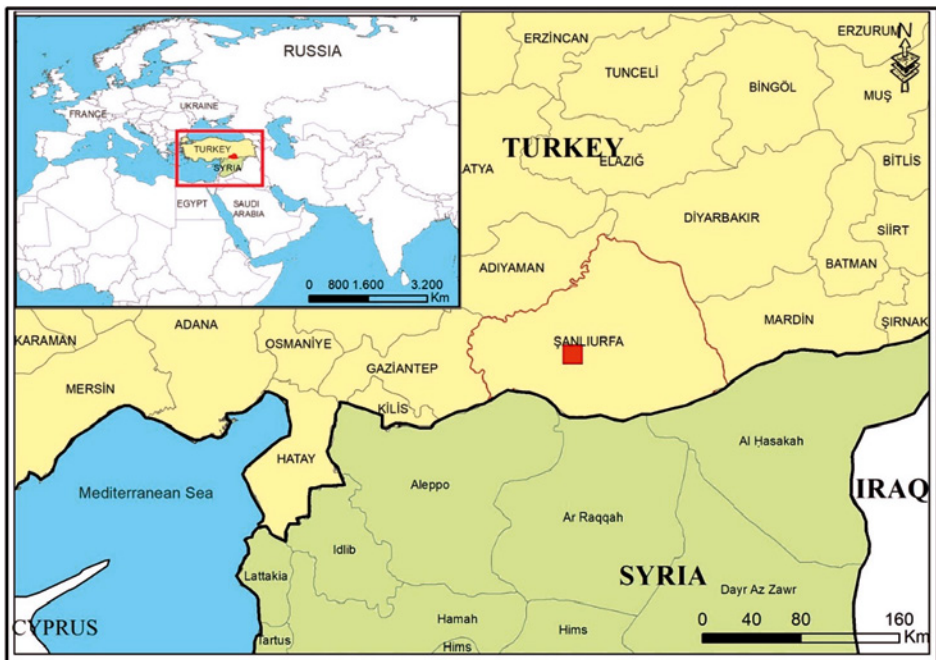 RUSSIA
UKRAINE
FRANCE
TURKEY
SYRIA
EGYPT
SAUDI
ARABIA
0 800 1.600 3.200
Km
N
ERZİNCAN
ERZURUM
TUNCELİ
BİNGÖL
MUŞ
TURKEY
ELAZIĞ
BİTLİS
ATYA
DİYARBAKIR
SİİRT
ADIYAMAN
BATMAN
MARDİN
ŞIRNAK
ADANA
KARAMAN
OSMANİYE
ŞANLIURFA
GAZİANTEP
MERSİN
KİLİS
HATAY
Al Ḩasakah
Mediterranean Sea
Aleppo
IRAQ
Ar Raqqah
Idlib
Lattakia
SYRIA
Dayr Az Zawr
Hamah
CYPRUS
Tartus
Hims
Hims
0 40 80 160
Km